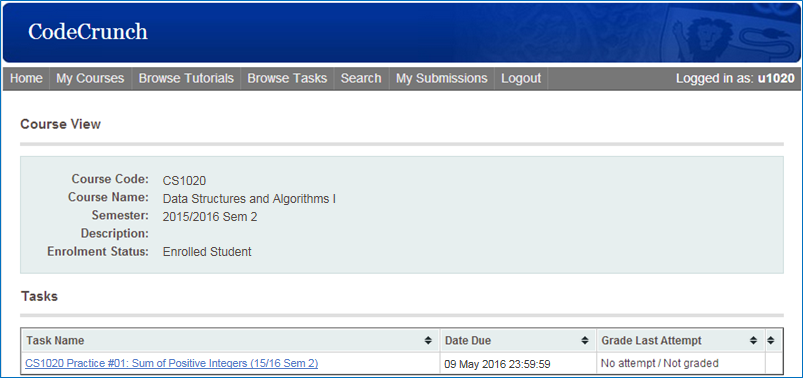 CodeCrunch
Home My Courses Browse Tutorials Browse Tasks Search My Submissions Logout Logged in as: u1020
Course View
Course Code: CS1020
Course Name: Data Structures and Algorithms I
Semester: 2015/2016 Sem 2
Description:
Enrolment Status: Enrolled Student
Tasks
Task Name Date Due Grade Last Attempt
CS1020 Practice #01: Sum of Positive Integers (15/16 Sem 2) 09 May 2016 23:59:59 No attempt / Not graded